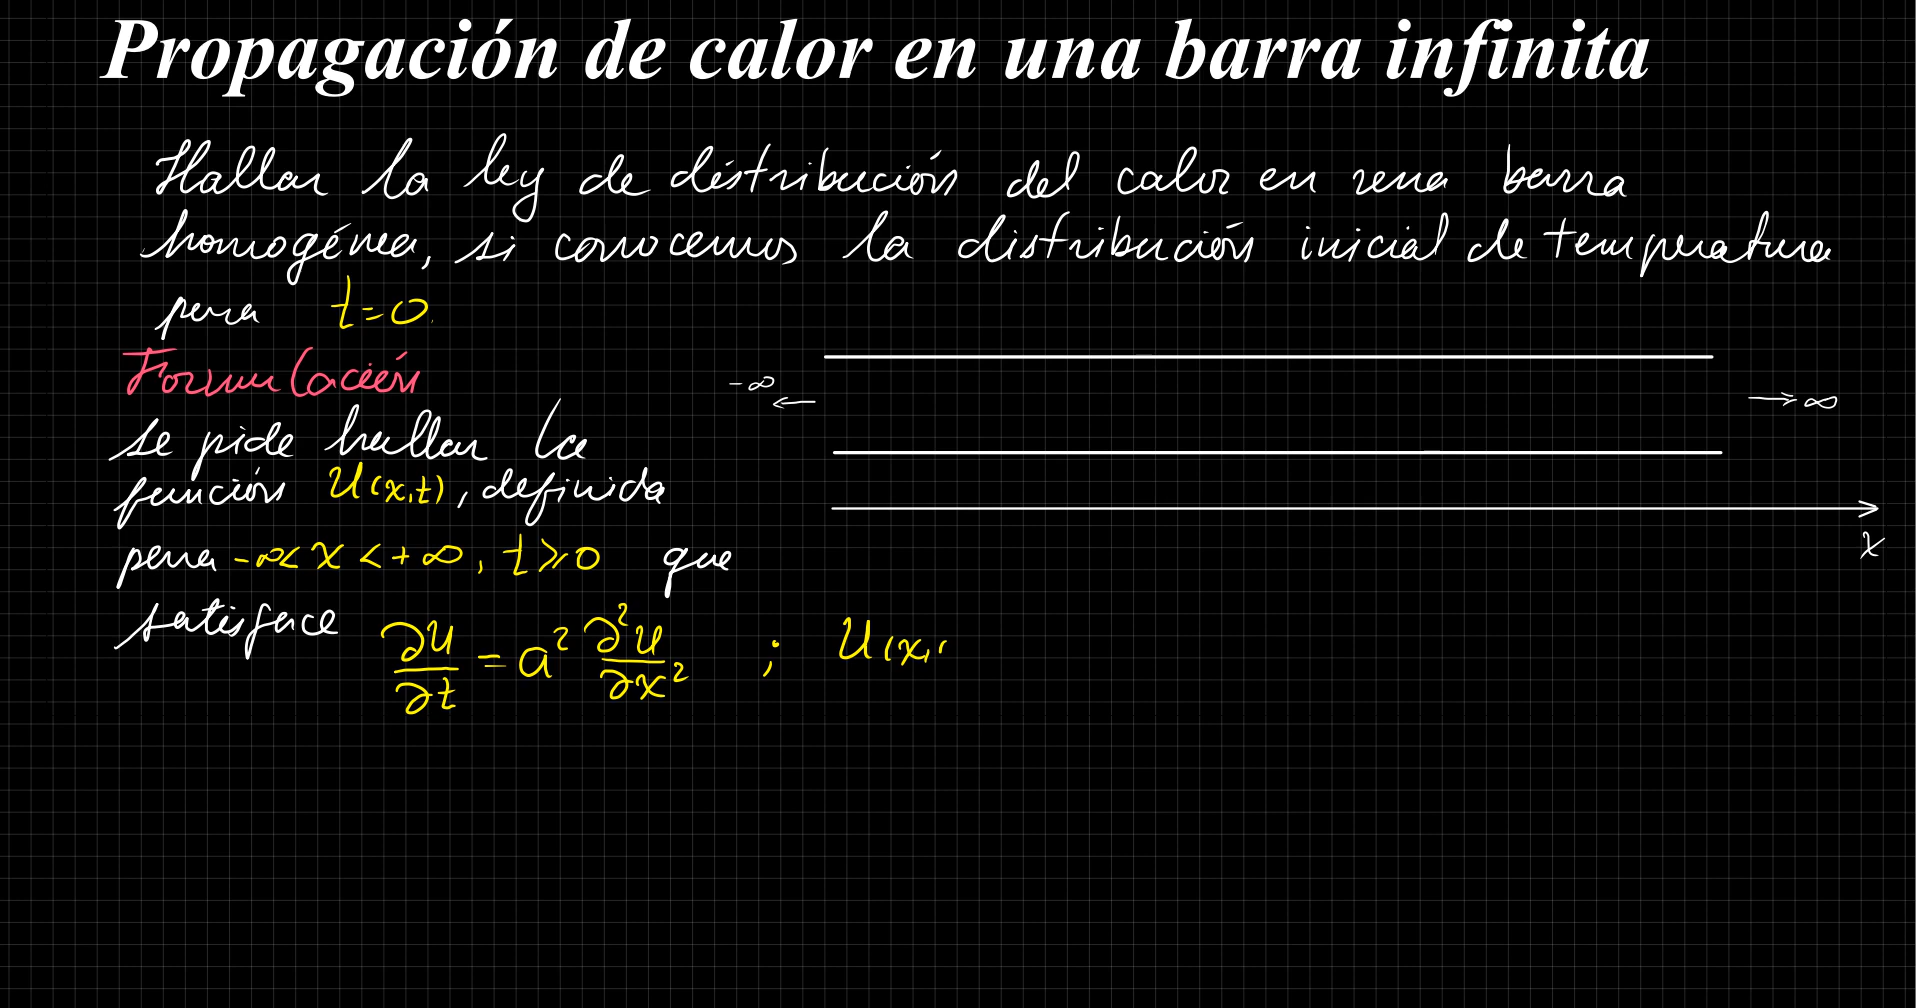 Propagación de calor en una barra infinita
Hallar la ley de distribución del calor en una barra
homogénea, si conocemos la distribución inicial de temperatura
para t=0.
Formulación
se pide hallar la
función U(x,t), definida
para -∞< x <+∞, t≥0 que
satisface ∂u/∂t = a² ∂²u/∂x² ; U(x,
-∞ ←
→ ∞
x